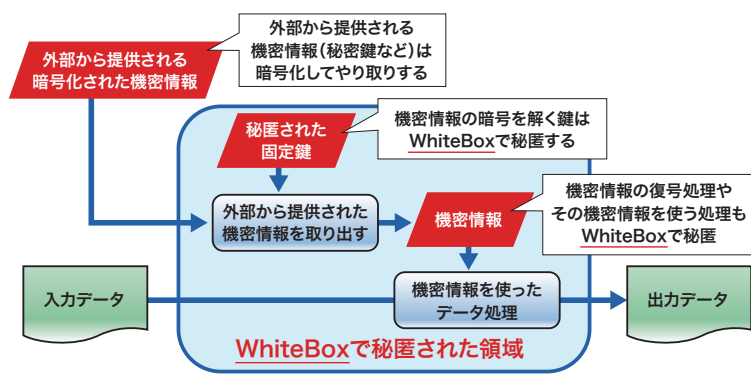 外部から提供される
暗号化された機密情報
外部から提供される
機密情報（秘密鍵など）は
暗号化してやり取りする
秘匿された
固定鍵
機密情報の暗号を解く鍵は
WhiteBoxで秘匿する
外部から提供された
機密情報を取り出す
機密情報
機密情報の復号処理や
その機密情報を使う処理も
WhiteBoxで秘匿
入力データ
機密情報を使った
データ処理
出力データ
WhiteBoxで秘匿された領域